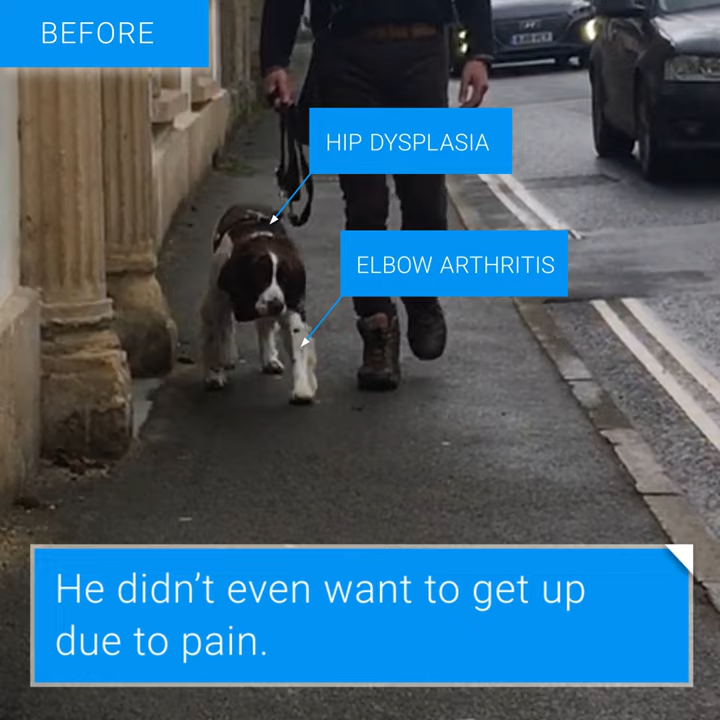 BEFORE
HIP DYSPLASIA
ELBOW ARTHRITIS
He didn't even want to get up
due to pain.